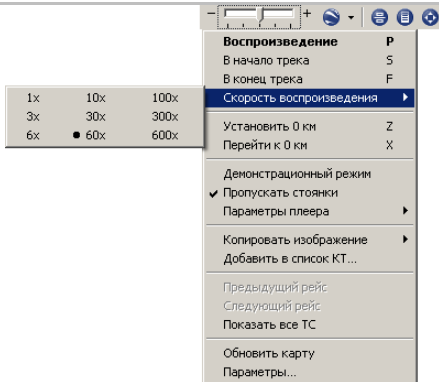 Воспроизведение P
В начало трека S
В конец трека F
Скорость воспроизведения
1x 10x 100x
3x 30x 300x
6x 60x 600x
Установить 0 км Z
Перейти к 0 км X
Демонстрационный режим
Пропускать стоянки
Параметры плеера
Копировать изображение
Добавить в список КТ...
Предыдущий рейс
Следующий рейс
Показать все ТС
Обновить карту
Параметры...